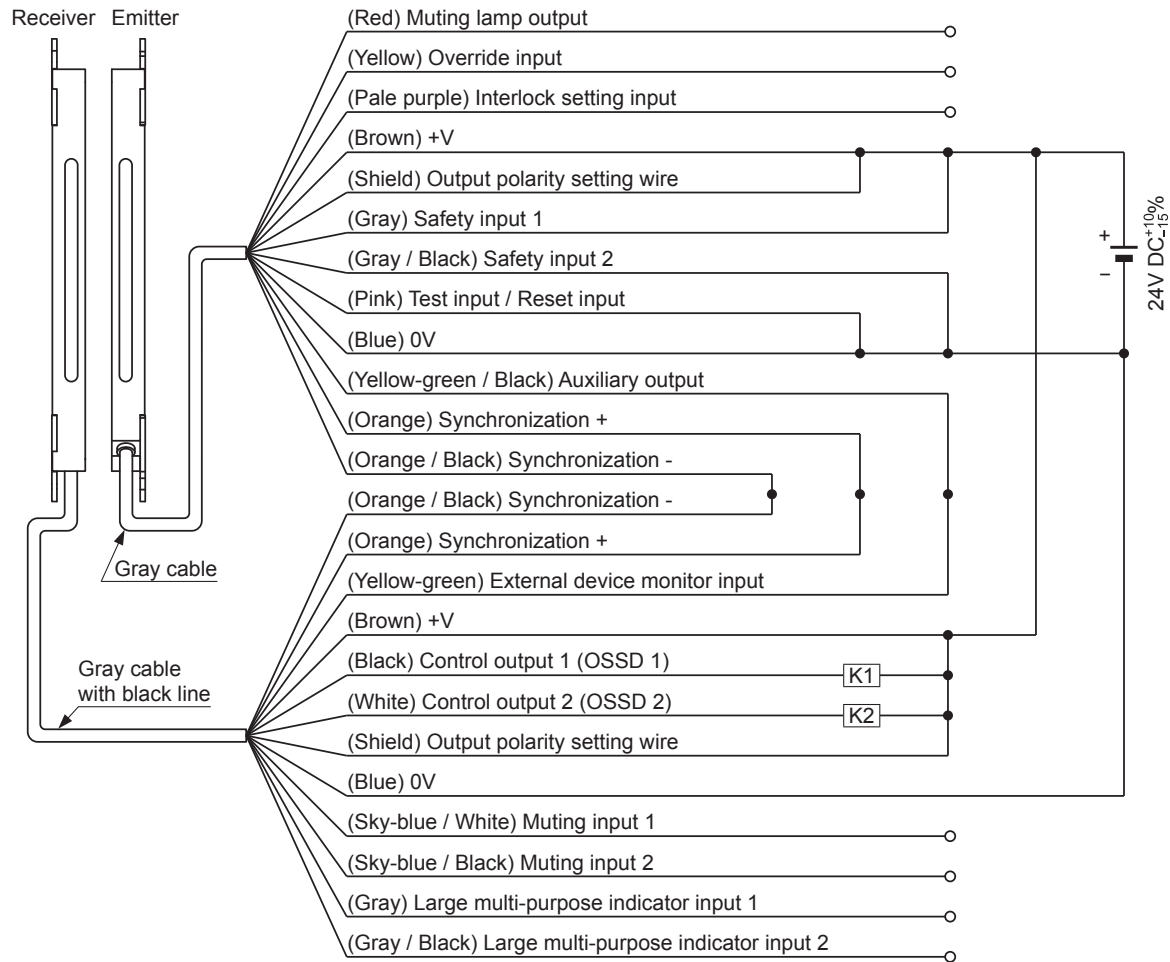 Receiver Emitter
(Red) Muting lamp output
(Yellow) Override input
(Pale purple) Interlock setting input
(Brown) +V
(Shield) Output polarity setting wire
(Gray) Safety input 1
(Gray / Black) Safety input 2
(Pink) Test input / Reset input
(Blue) 0V
(Yellow-green / Black) Auxiliary output
(Orange) Synchronization +
(Orange / Black) Synchronization -
(Orange / Black) Synchronization -
(Orange) Synchronization +
(Yellow-green) External device monitor input
(Brown) +V
(Black) Control output 1 (OSSD 1)
K1
(White) Control output 2 (OSSD 2)
K2
(Shield) Output polarity setting wire
(Blue) 0V
(Sky-blue / White) Muting input 1
(Sky-blue / Black) Muting input 2
(Gray) Large multi-purpose indicator input 1
(Gray / Black) Large multi-purpose indicator input 2
Gray cable
Gray cable
with black line
+
−
24V DC +10 -15 %